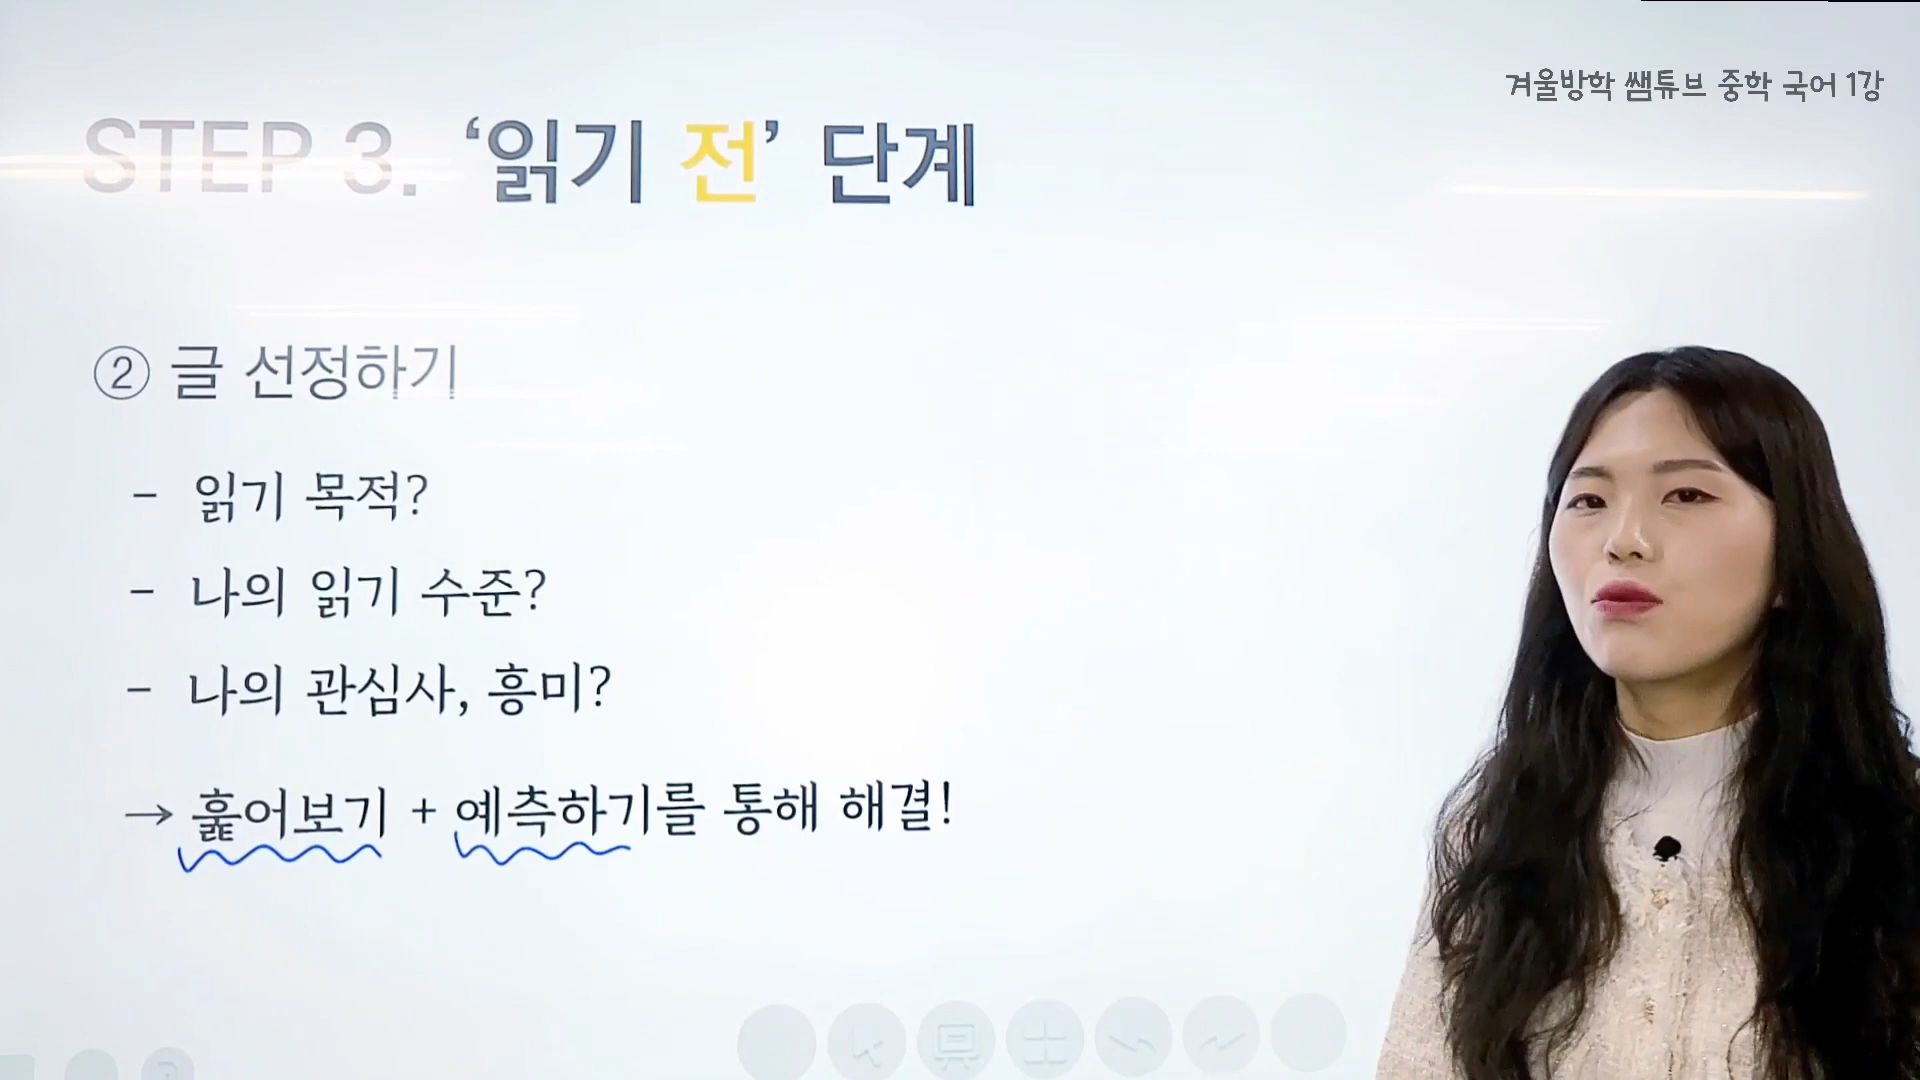 겨울방학 쌤튜브 중학 국어 1강
STEP 3. ‘읽기 전’ 단계
② 글 선정하기
- 읽기 목적?
- 나의 읽기 수준?
- 나의 관심사, 흥미?
→ 훑어보기 + 예측하기를 통해 해결!